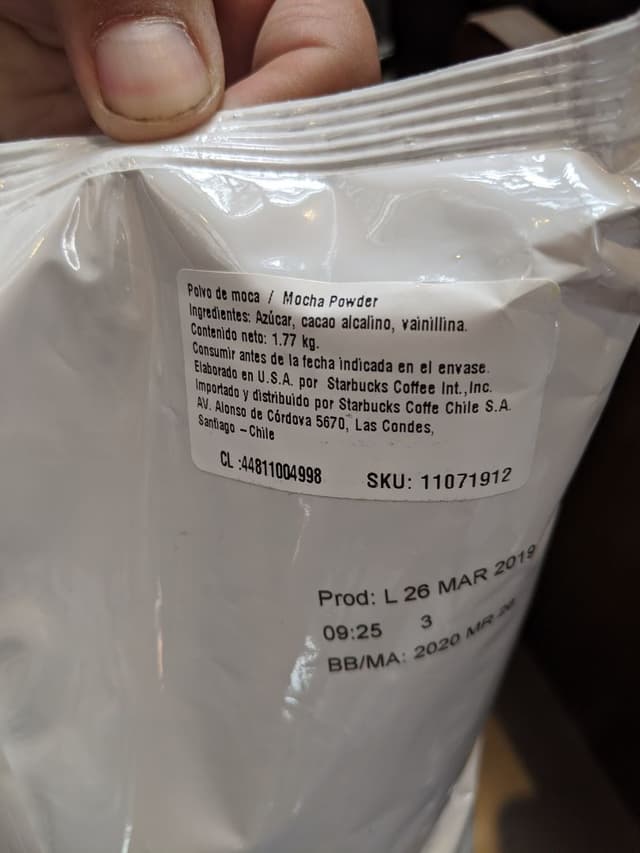 Polvo de moca / Mocha Powder
Ingredientes: Azúcar, cacao alcalino, vainillina.
Contenido neto: 1.77 kg.
Consumir antes de la fecha indicada en el envase.
Elaborado en U.S.A. por Starbucks Coffee Int.,Inc.
Importado y distribuido por Starbucks Coffe Chile S.A.
AV. Alonso de Córdova 5670, Las Condes,
Santiago – Chile
CL :44811004998 SKU: 11071912
Prod: L 26 MAR 2019
09:25 3
BB/MA: 2020 MR